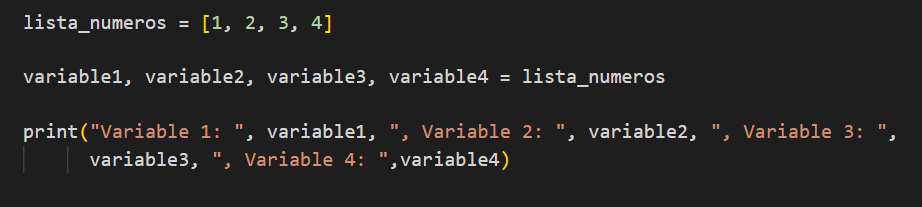 lista_numeros = [1, 2, 3, 4]
variable1, variable2, variable3, variable4 = lista_numeros
print("Variable 1: ", variable1, ", Variable 2: ", variable2, ", Variable 3: ",
variable3, ", Variable 4: ",variable4)